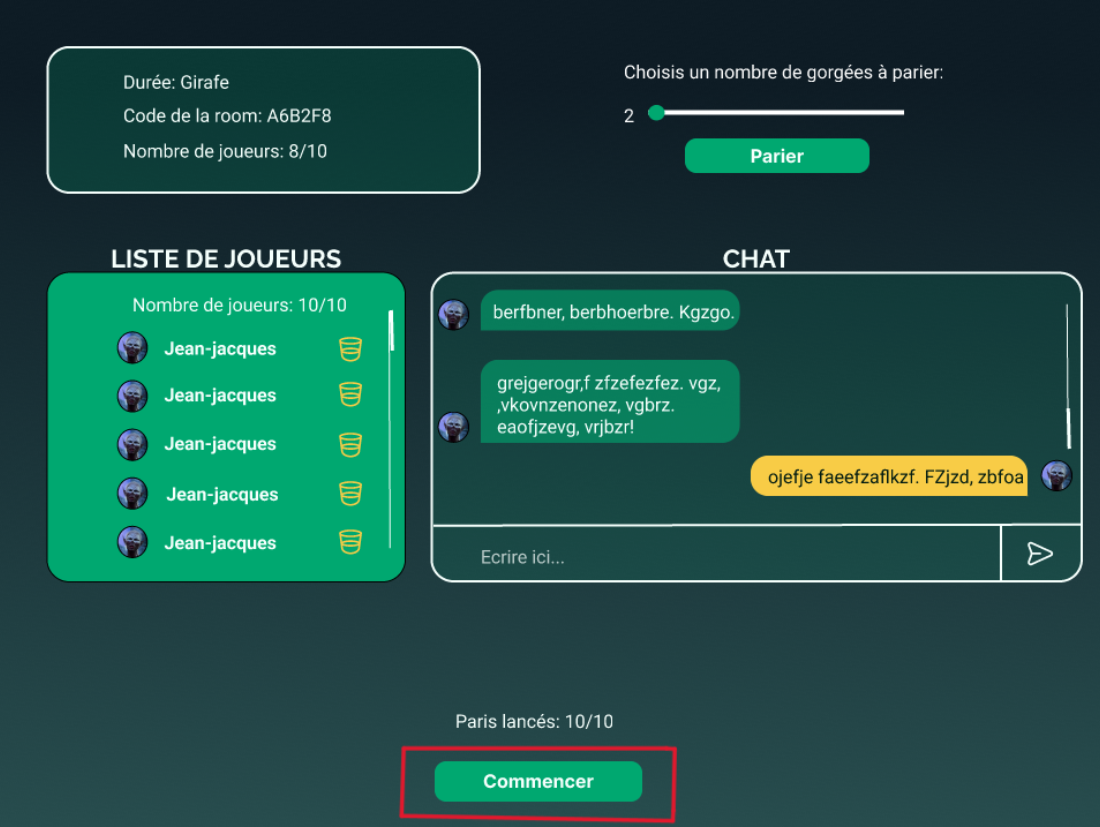 Durée: Girafe
Code de la room: A6B2F8
Nombre de joueurs: 8/10
Choisis un nombre de gorgées à parier:
2
Parier
LISTE DE JOUEURS
Nombre de joueurs: 10/10
Jean-jacques
Jean-jacques
Jean-jacques
Jean-jacques
Jean-jacques
CHAT
berfbner, berbhoerbre. Kgzgo.
grejgerogr,f zfzefezfez. vgz,
,vkovnzenonez, vgbrz.
eaofjzevg, vrjbzr!
ojefje faeefzaflkzf. FZjzd, zbfoa
Ecrire ici...
Paris lancés: 10/10
Commencer